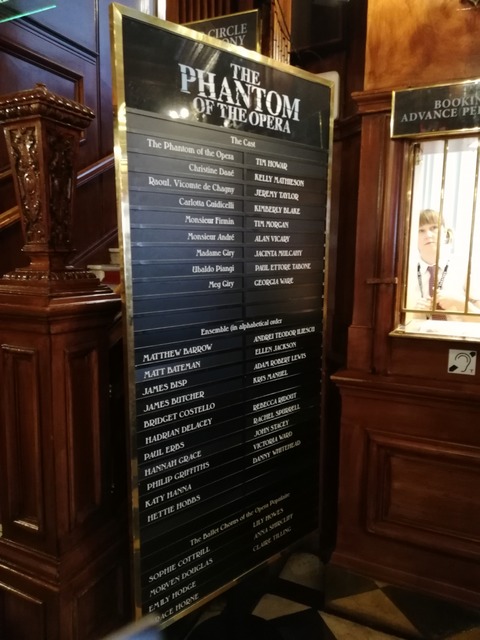 CIRCLE
THE
PHANTOM
OF THE OPERA
The Cast
The Phantom of the Opera TIM HOWAR
Christine Daaé KELLY MATHIESON
Raoul, Vicomte de Chagny JEREMY TAYLOR
Carlotta Guidicelli KIMBERLY BLAKE
Monsieur Firmin TIM MORGAN
Monsieur André ALAN VICARY
Madame Giry JACINTA MULCAHY
Ubaldo Piangi PAUL ETTORE TABONE
Meg Giry GEORGIA WARE
Ensemble (in alphabetical order
MATTHEW BARROW ANDREI TEODOR ILIESCU
MATT BATEMAN ELLEN JACKSON
JAMES BISP ADAM ROBERT LEWIS
JAMES BUTCHER KRIS MANUEL
BRIDGET COSTELLO
HADRIAN DELACEY REBECCA RIDOUT
PAUL ERBS RACHEL SPURRELL
HANNAH GRACE JOHN STACEY
PHILIP GRIFFITHS VICTORIA WARD
KATY HANNA DANNY WHITEHEAD
HETTIE HOBBS
The Ballet Chorus of the Opera Populaire
SOPHIE COTTRILL LILY HOWES
MORVEN DOUGLAS ANNA SHIRCLIFF
EMILY HODGE CLAIRE TILLING
GRACE HORNE
BOOKIN
ADVANCE PE